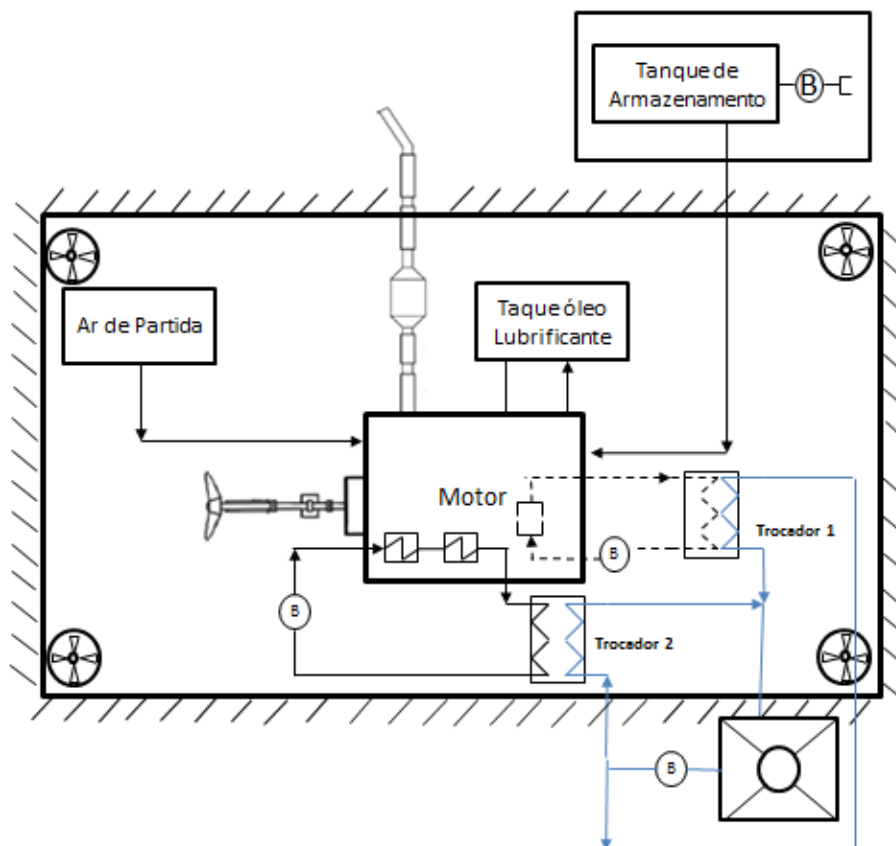 Tanque de
Armazenamento
B
Ar de Partida
Taque óleo
Lubrificante
Motor
Trocador 1
B
B
Trocador 2
B